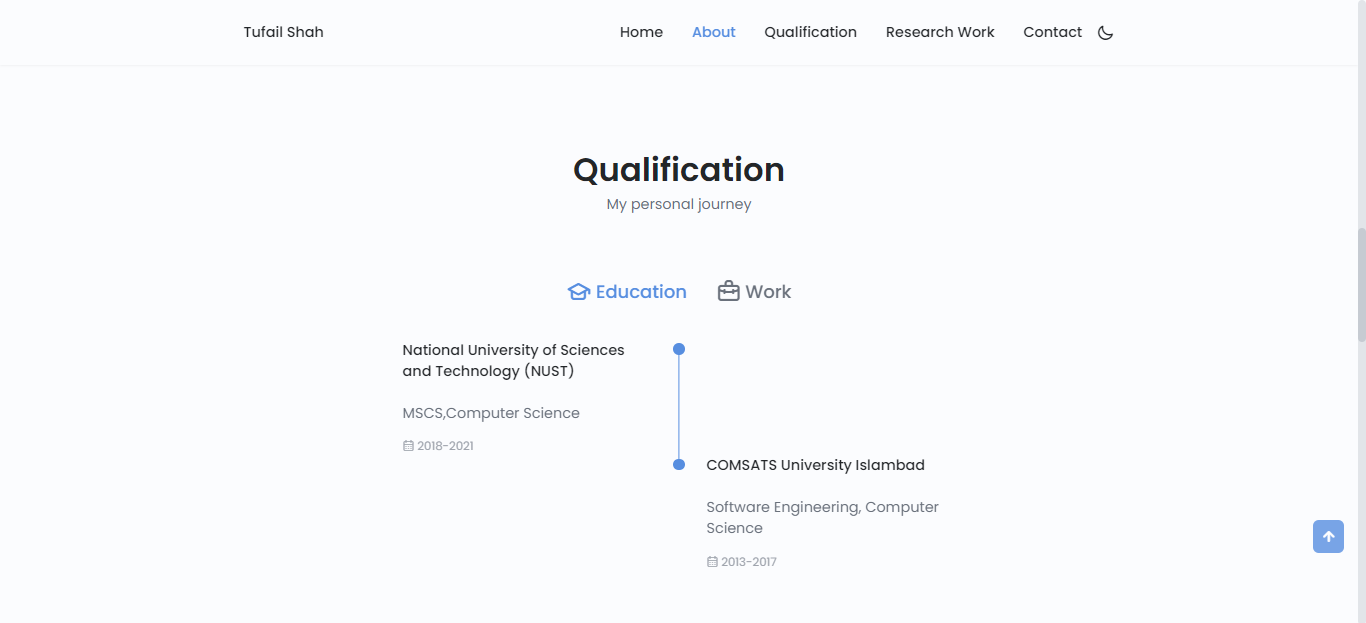 Tufail Shah
Home
About
Qualification
Research Work
Contact
Qualification
My personal journey
Education
Work
National University of Sciences
and Technology (NUST)
MSCS,Computer Science
2018-2021
COMSATS University Islambad
Software Engineering, Computer
Science
2013-2017